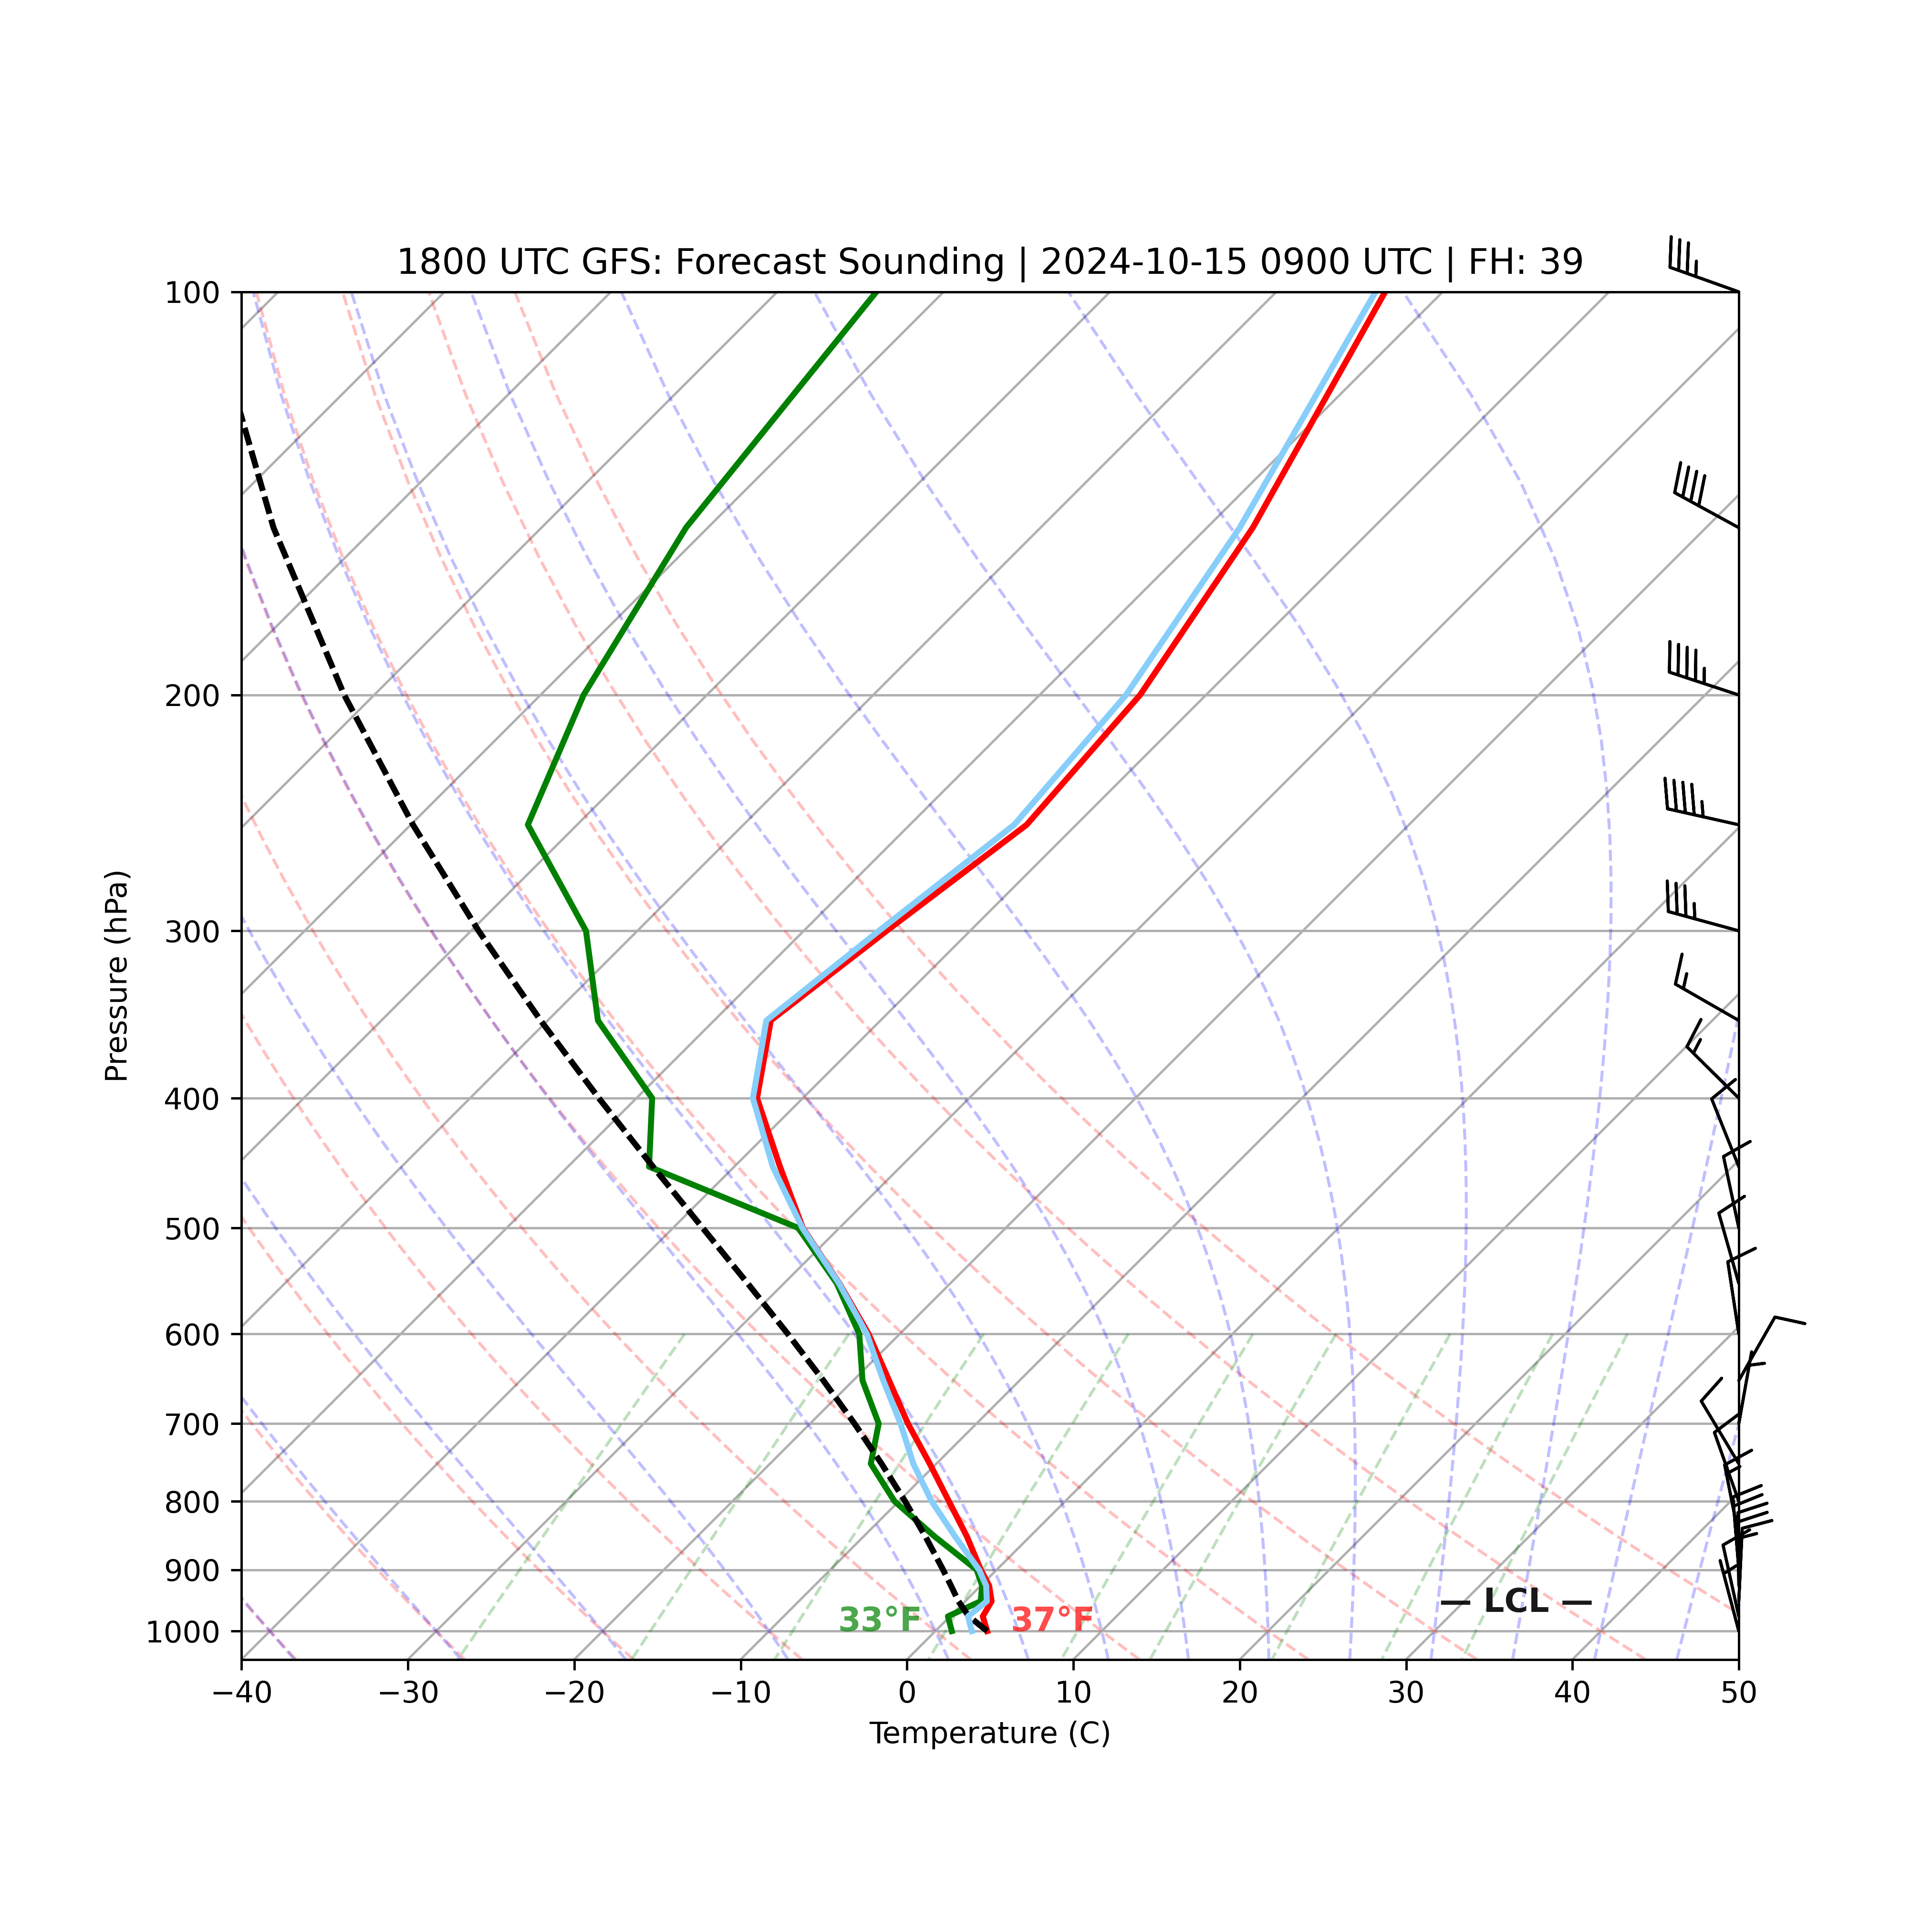 1800 UTC GFS: Forecast Sounding | 2024-10-15 0900 UTC | FH: 39
100
200
300
400
500
600
700
800
900
1000
Pressure (hPa)
33°F
37°F
— LCL —
−40 −30 −20 −10 0 10 20 30 40 50
Temperature (C)